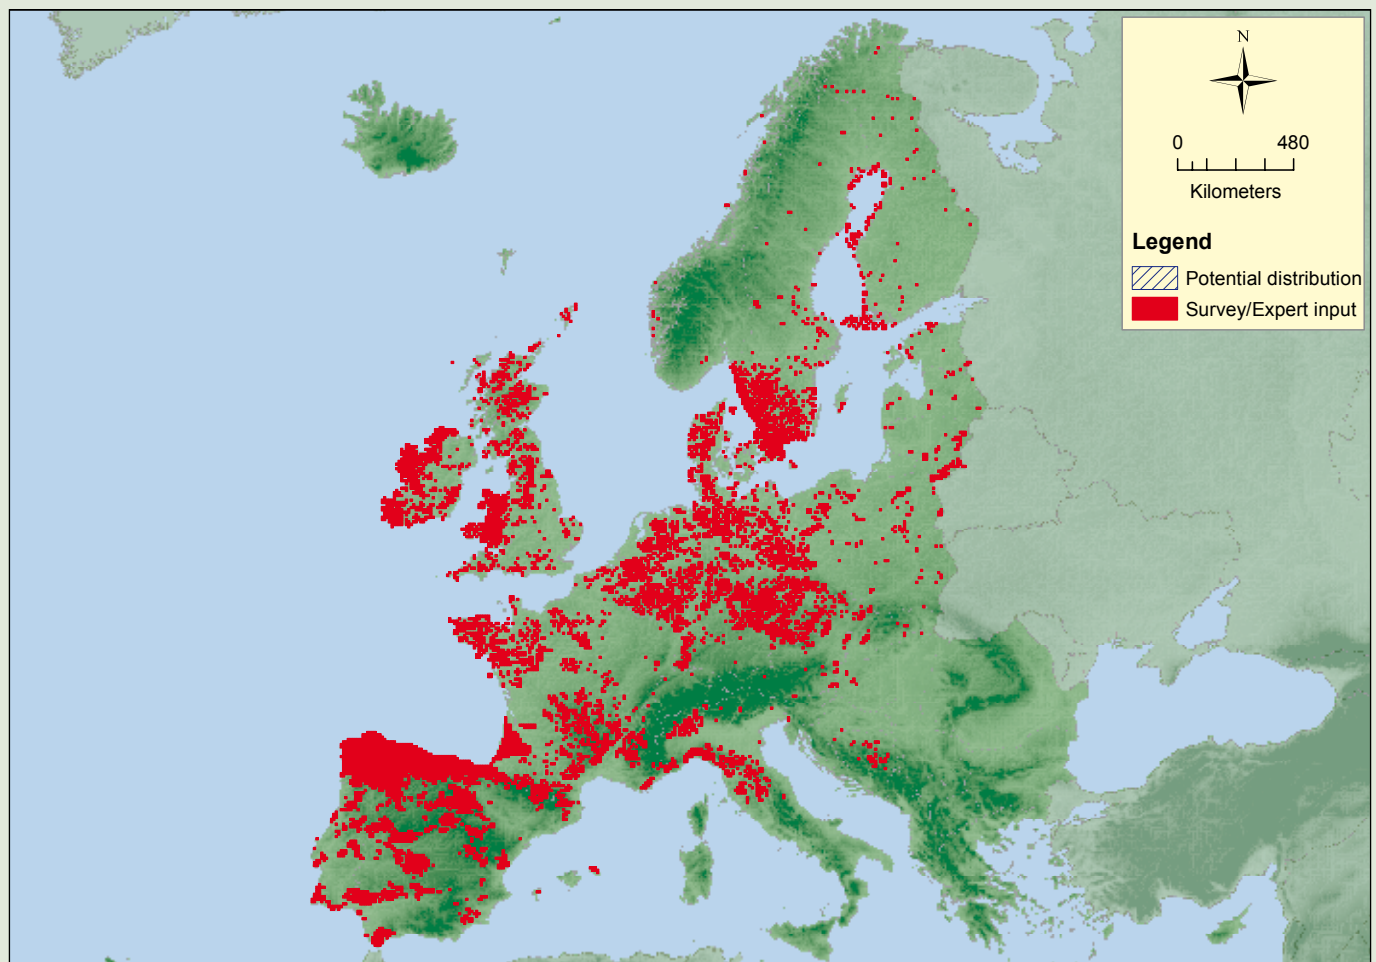 N
0 480
Kilometers
Legend
Potential distribution
Survey/Expert input